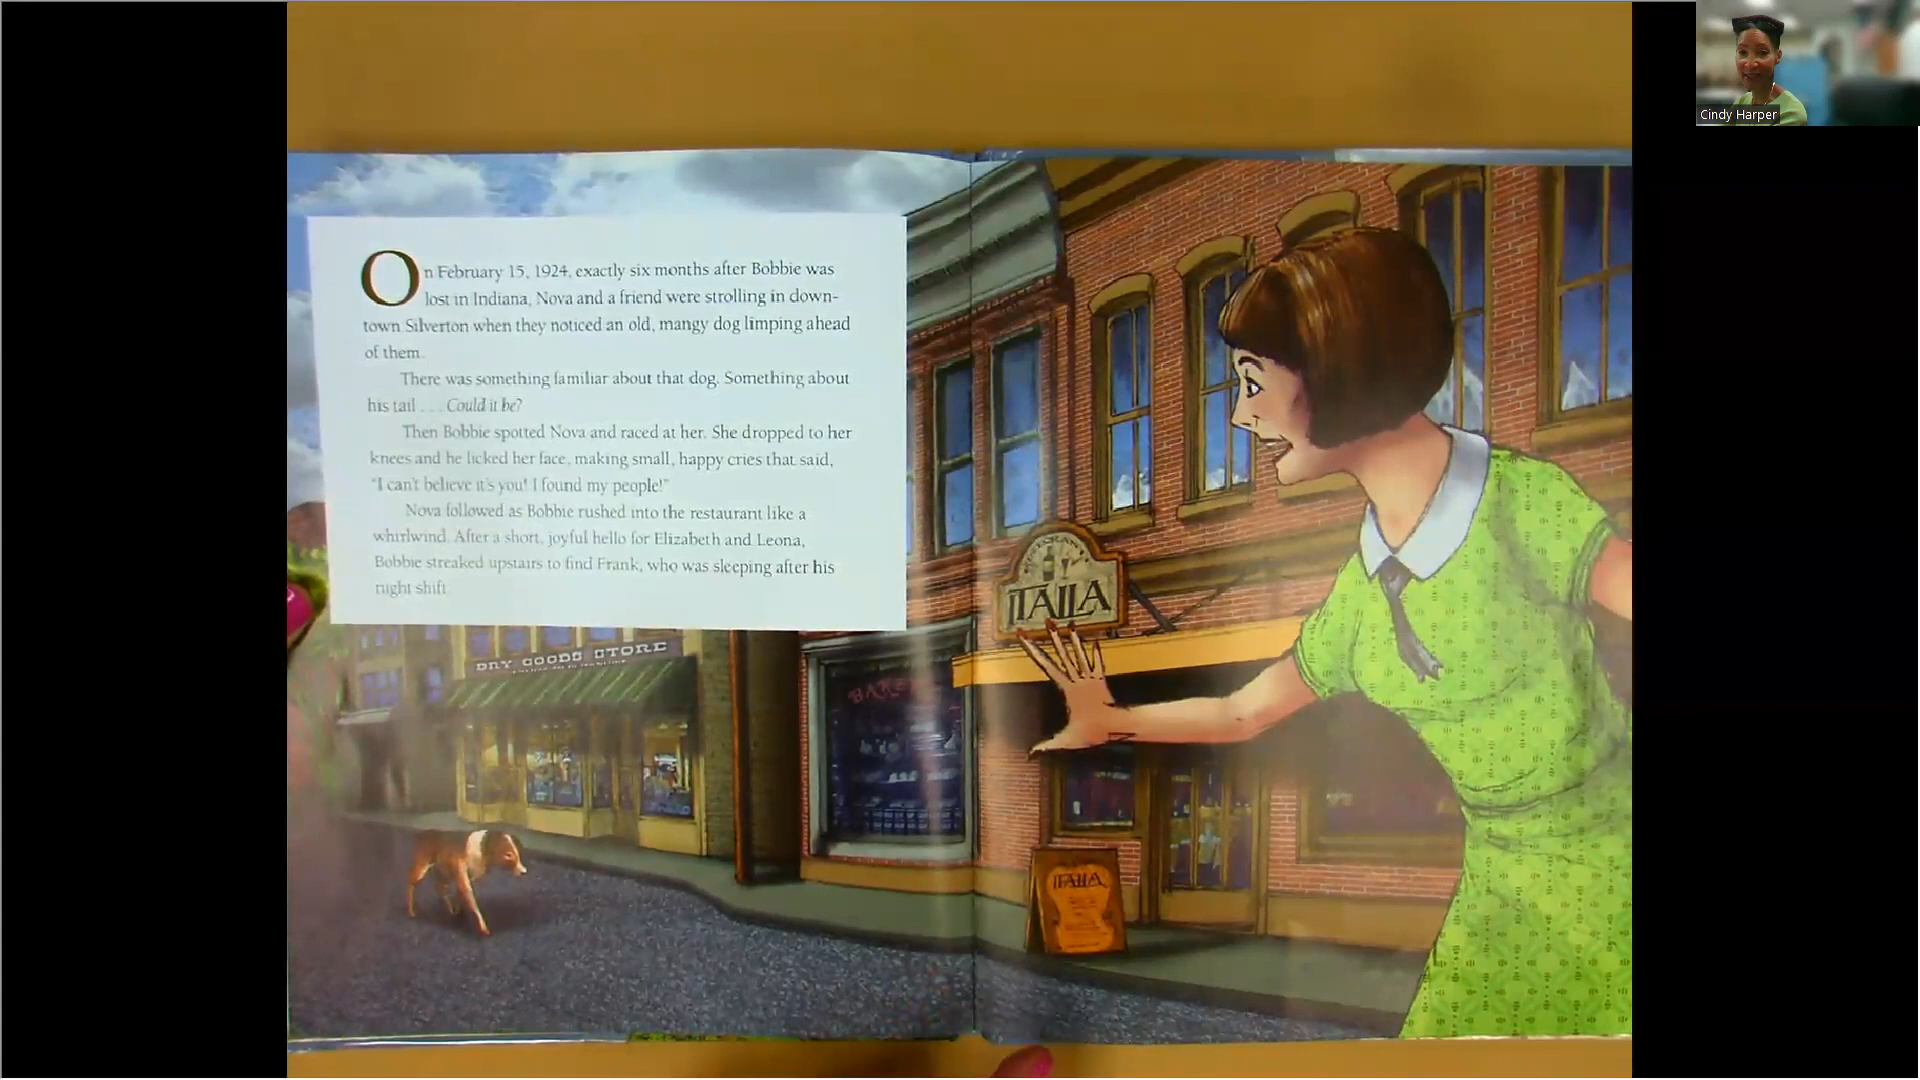 Cindy Harper
On February 15, 1924, exactly six months after Bobbie was
lost in Indiana, Nova and a friend were strolling in down-
town Silverton when they noticed an old, mangy dog limping ahead
of them.
There was something familiar about that dog. Something about
his tail . . . Could it be?
Then Bobbie spotted Nova and raced at her. She dropped to her
knees and he licked her face, making small, happy cries that said,
"I can't believe it's you! I found my people!"
Nova followed as Bobbie rushed into the restaurant like a
whirlwind. After a short, joyful hello for Elizabeth and Leona,
Bobbie streaked upstairs to find Frank, who was sleeping after his
night shift.
DRY GOODS STORE
ITAILA
ITAILA